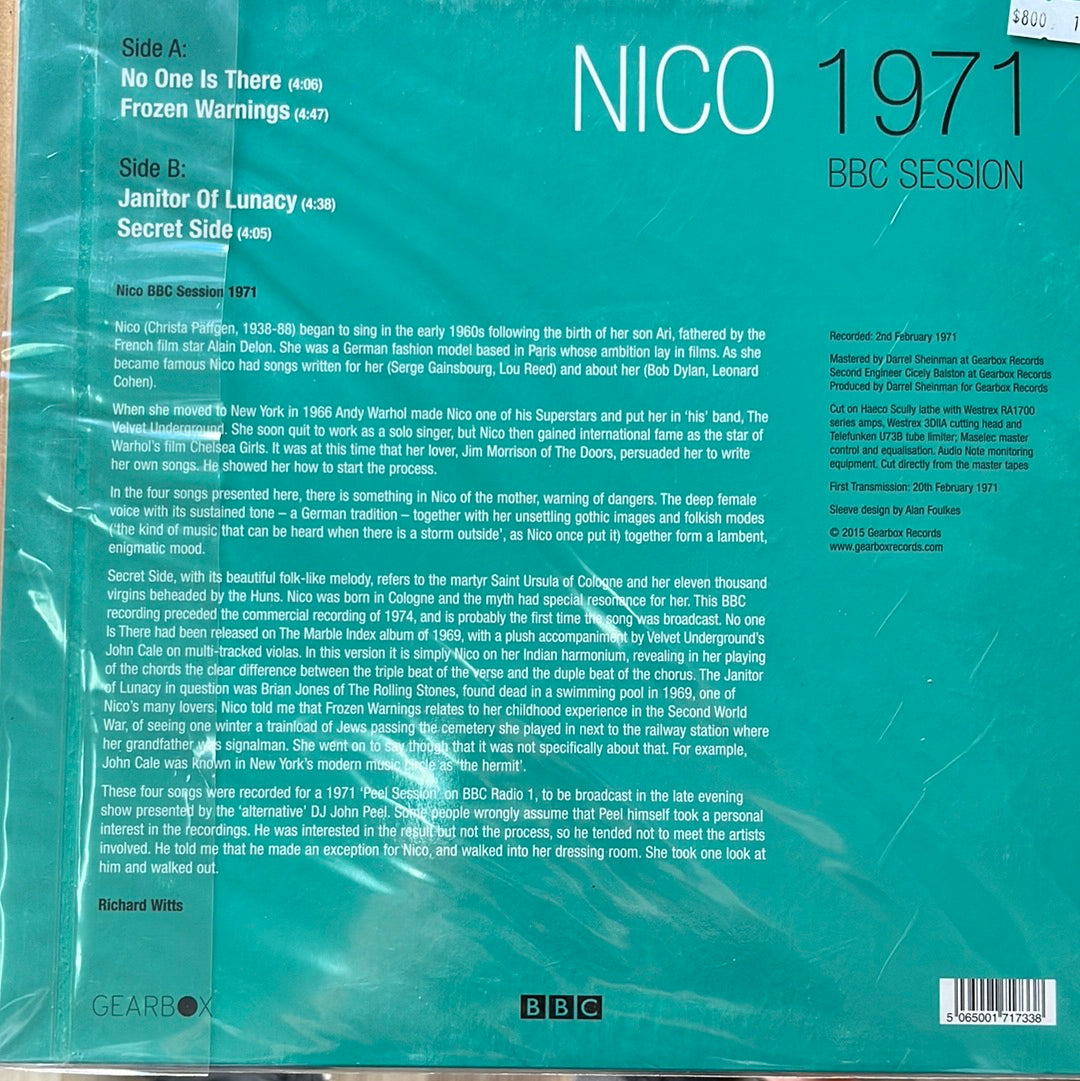 $800 1
Side A:
No One Is There (4:06)
Frozen Warnings (4:47)
Side B:
Janitor Of Lunacy (4:38)
Secret Side (4:05)
NICO 1971
BBC SESSION
Nico BBC Session 1971
Nico (Christa Päffgen, 1938-88) began to sing in the early 1960s following the birth of her son Ari, fathered by the
French film star Alain Delon. She was a German fashion model based in Paris whose ambition lay in films. As she
became famous Nico had songs written for her (Serge Gainsbourg, Lou Reed) and about her (Bob Dylan, Leonard
Cohen).
When she moved to New York in 1966 Andy Warhol made Nico one of his Superstars and put her in ‘his’ band, The
Velvet Underground. She soon quit to work as a solo singer, but Nico then gained international fame as the star of
Warhol's film Chelsea Girls. It was at this time that her lover, Jim Morrison of The Doors, persuaded her to write
her own songs. He showed her how to start the process.
In the four songs presented here, there is something in Nico of the mother, warning of dangers. The deep female
voice with its sustained tone – a German tradition – together with her unsettling gothic images and folkish modes
(‘the kind of music that can be heard when there is a storm outside’, as Nico once put it) together form a lambent,
enigmatic mood.
Secret Side, with its beautiful folk-like melody, refers to the martyr Saint Ursula of Cologne and her eleven thousand
virgins beheaded by the Huns. Nico was born in Cologne and the myth had special resonance for her. This BBC
recording preceded the commercial recording of 1974, and is probably the first time the song was broadcast. No one
Is There had been released on The Marble Index album of 1969, with a plush accompaniment by Velvet Underground's
John Cale on multi-tracked violas. In this version it is simply Nico on her Indian harmonium, revealing in her playing
of the chords the clear difference between the triple beat of the verse and the duple beat of the chorus. The Janitor
of Lunacy in question was Brian Jones of The Rolling Stones, found dead in a swimming pool in 1969, one of
Nico's many lovers. Nico told me that Frozen Warnings relates to her childhood experience in the Second World
War, of seeing one winter a trainload of Jews passing the cemetery she played in next to the railway station where
her grandfather was signalman. She went on to say though that it was not specifically about that. For example,
John Cale was known in New York's modern music circle as ‘the hermit’.
These four songs were recorded for a 1971 ‘Peel Session’ on BBC Radio 1, to be broadcast in the late evening
show presented by the ‘alternative’ DJ John Peel. Some people wrongly assume that Peel himself took a personal
interest in the recordings. He was interested in the result but not the process, so he tended not to meet the artists
involved. He told me that he made an exception for Nico, and walked into her dressing room. She took one look at
him and walked out.
Richard Witts
Recorded: 2nd February 1971
Mastered by Darrel Sheinman at Gearbox Records
Second Engineer Cicely Balston at Gearbox Records
Produced by Darrel Sheinman for Gearbox Records
Cut on Haeco Scully lathe with Westrex RA1700
series amps, Westrex 3DIIA cutting head and
Telefunken U73B tube limiter; Maselec master
control and equalisation. Audio Note monitoring
equipment. Cut directly from the master tapes
First Transmission: 20th February 1971
Sleeve design by Alan Foulkes
© 2015 Gearbox Records
www.gearboxrecords.com
GEARBOX
BBC
5 065001 717338